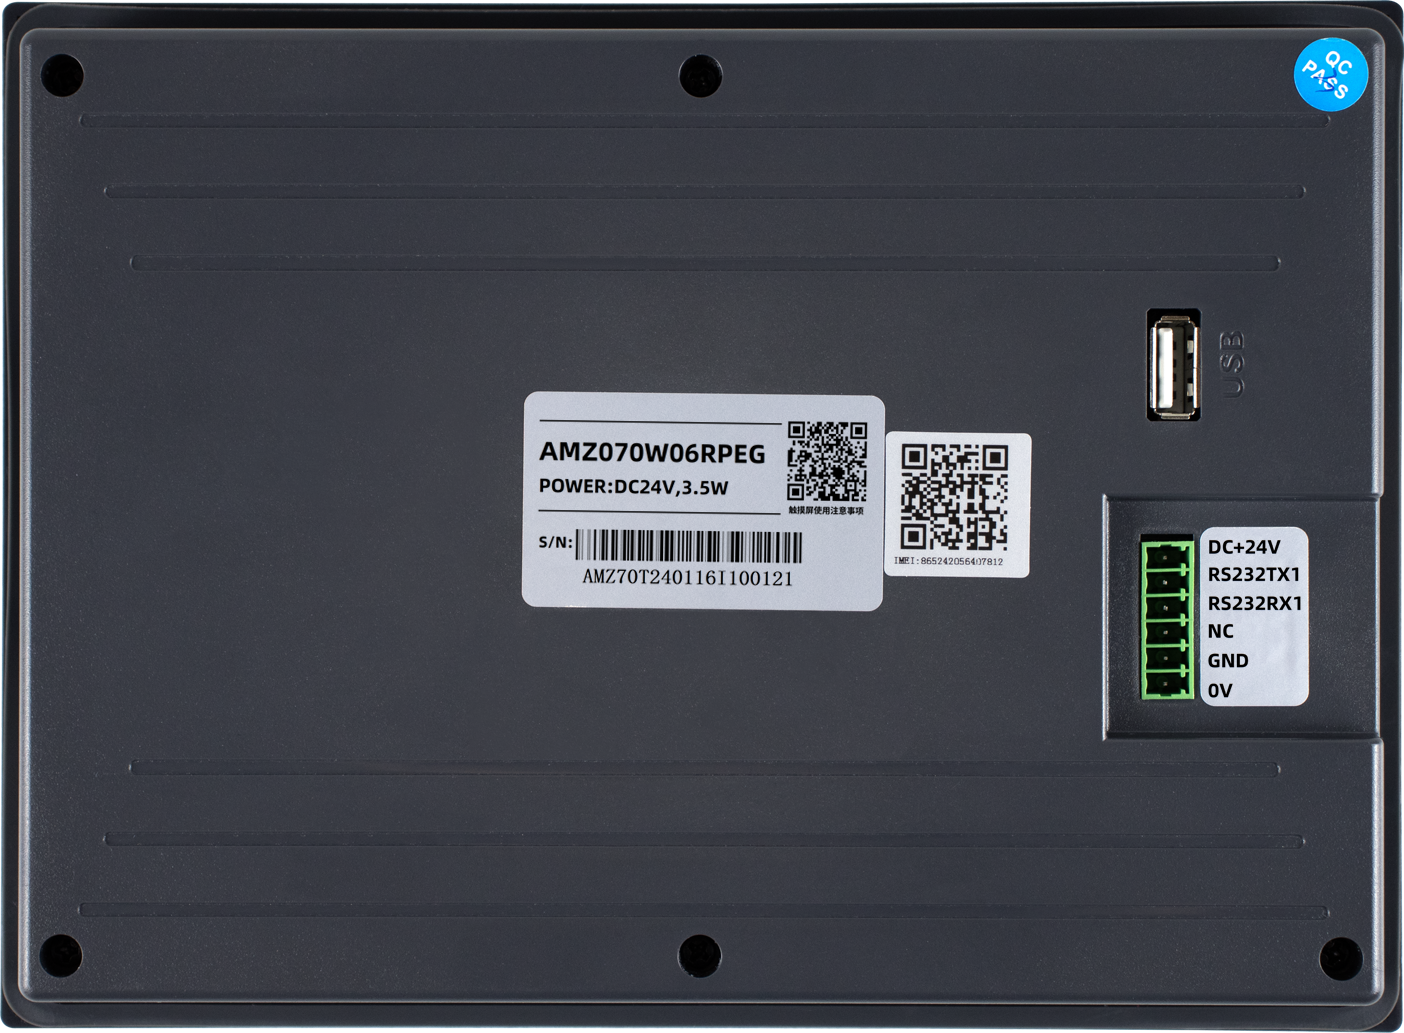 QC
PASS
USB
AMZ070W06RPEG
POWER:DC24V,3.5W
触摸屏使用注意事项
S/N:
AMZ70T240116I100121
IMEI:865242056407812
DC+24V
RS232TX1
RS232RX1
NC
GND
0V